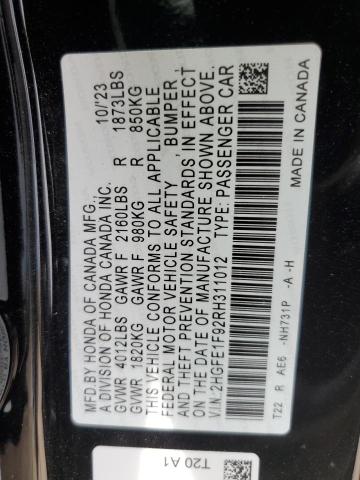 MFD.BY HONDA OF CANADA MFG.,
A DIVISION OF HONDA CANADA INC. 10/'23
GVWR 4012LBS GAWR F 2160LBS R 1873LBS
GVWR 1820KG GAWR F 980KG R 850KG
THIS VEHICLE CONFORMS TO ALL APPLICABLE
FEDERAL MOTOR VEHICLE SAFETY, BUMPER,
AND THEFT PREVENTION STANDARDS, IN EFFECT
ON THE DATE OF MANUFACTURE SHOWN ABOVE.
V.I.N: 2HGFE1F92RH311012 TYPE: PASSENGER CAR
T22 R AE6 -NH731P -A -H
MADE IN CANADA
T20 A1